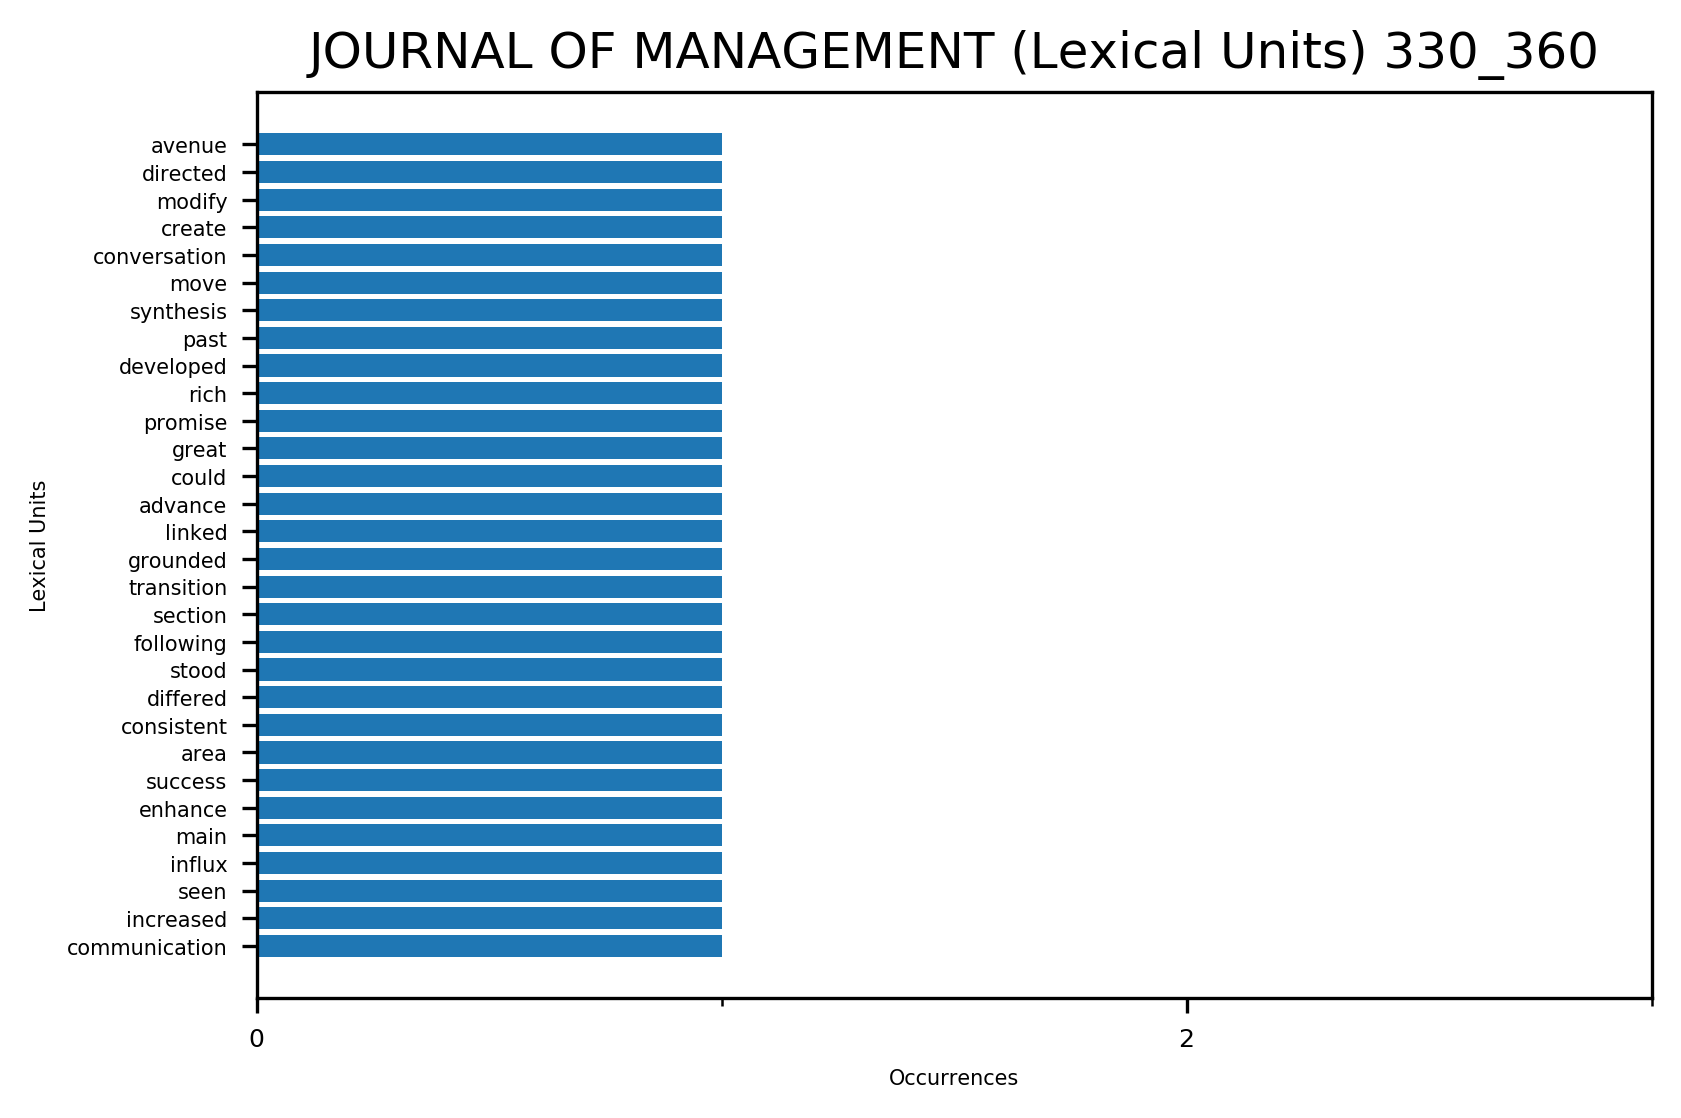 JOURNAL OF MANAGEMENT (Lexical Units) 330_360
avenue
directed
modify
create
conversation
move
synthesis
past
developed
rich
promise
great
could
advance
linked
grounded
transition
section
following
stood
differed
consistent
area
success
enhance
main
influx
seen
increased
communication
Lexical Units
0 2
Occurrences